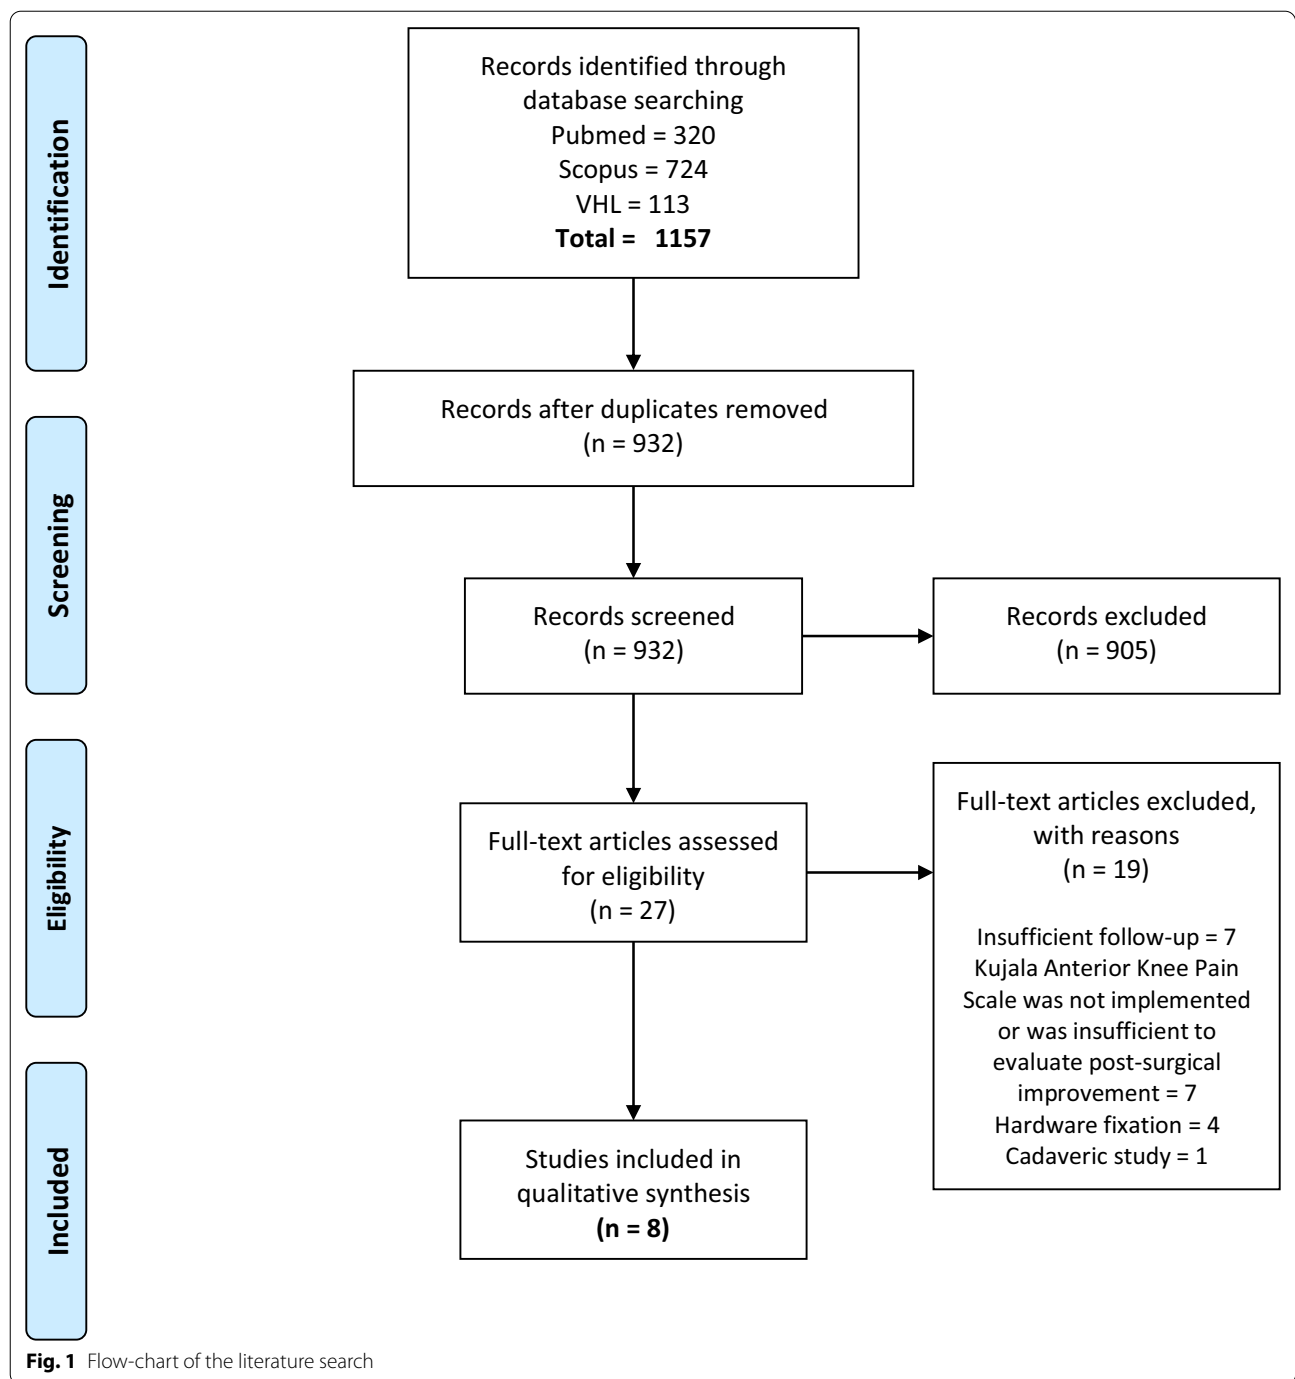 Identification
Records identified through
database searching
Pubmed = 320
Scopus = 724
VHL = 113
Total = 1157
Screening
Records after duplicates removed
(n = 932)
Records screened
(n = 932)
Records excluded
(n = 905)
Eligibility
Full-text articles assessed
for eligibility
(n = 27)
Full-text articles excluded,
with reasons
(n = 19)
Insufficient follow-up = 7
Kujala Anterior Knee Pain
Scale was not implemented
or was insufficient to
evaluate post-surgical
improvement = 7
Hardware fixation = 4
Cadaveric study = 1
Included
Studies included in
qualitative synthesis
(n = 8)
Fig. 1 Flow-chart of the literature search